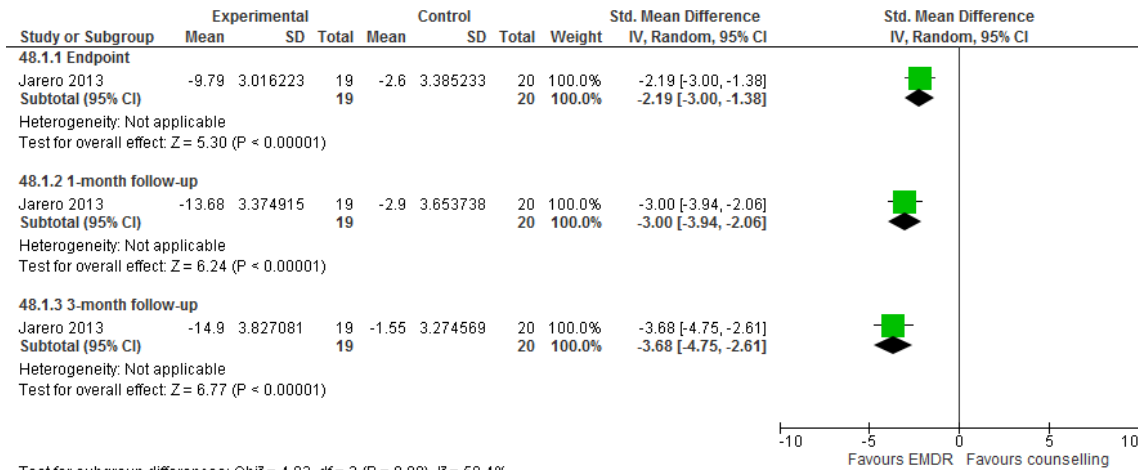 Experimental Control Std. Mean Difference Std. Mean Difference
Study or Subgroup Mean SD Total Mean SD Total Weight IV, Random, 95% CI IV, Random, 95% CI
48.1.1 Endpoint
Jarero 2013 -9.79 3.016223 19 -2.6 3.385233 20 100.0% -2.19 [-3.00, -1.38]
Subtotal (95% CI) 19 20 100.0% -2.19 [-3.00, -1.38]
Heterogeneity: Not applicable
Test for overall effect: Z = 5.30 (P < 0.00001)
48.1.2 1-month follow-up
Jarero 2013 -13.68 3.374915 19 -2.9 3.653738 20 100.0% -3.00 [-3.94, -2.06]
Subtotal (95% CI) 19 20 100.0% -3.00 [-3.94, -2.06]
Heterogeneity: Not applicable
Test for overall effect: Z = 6.24 (P < 0.00001)
48.1.3 3-month follow-up
Jarero 2013 -14.9 3.827081 19 -1.55 3.274569 20 100.0% -3.68 [-4.75, -2.61]
Subtotal (95% CI) 19 20 100.0% -3.68 [-4.75, -2.61]
Heterogeneity: Not applicable
Test for overall effect: Z = 6.77 (P < 0.00001)
-10 -5 0 5 10
Favours EMDR Favours counselling
Test for subgroup differences: